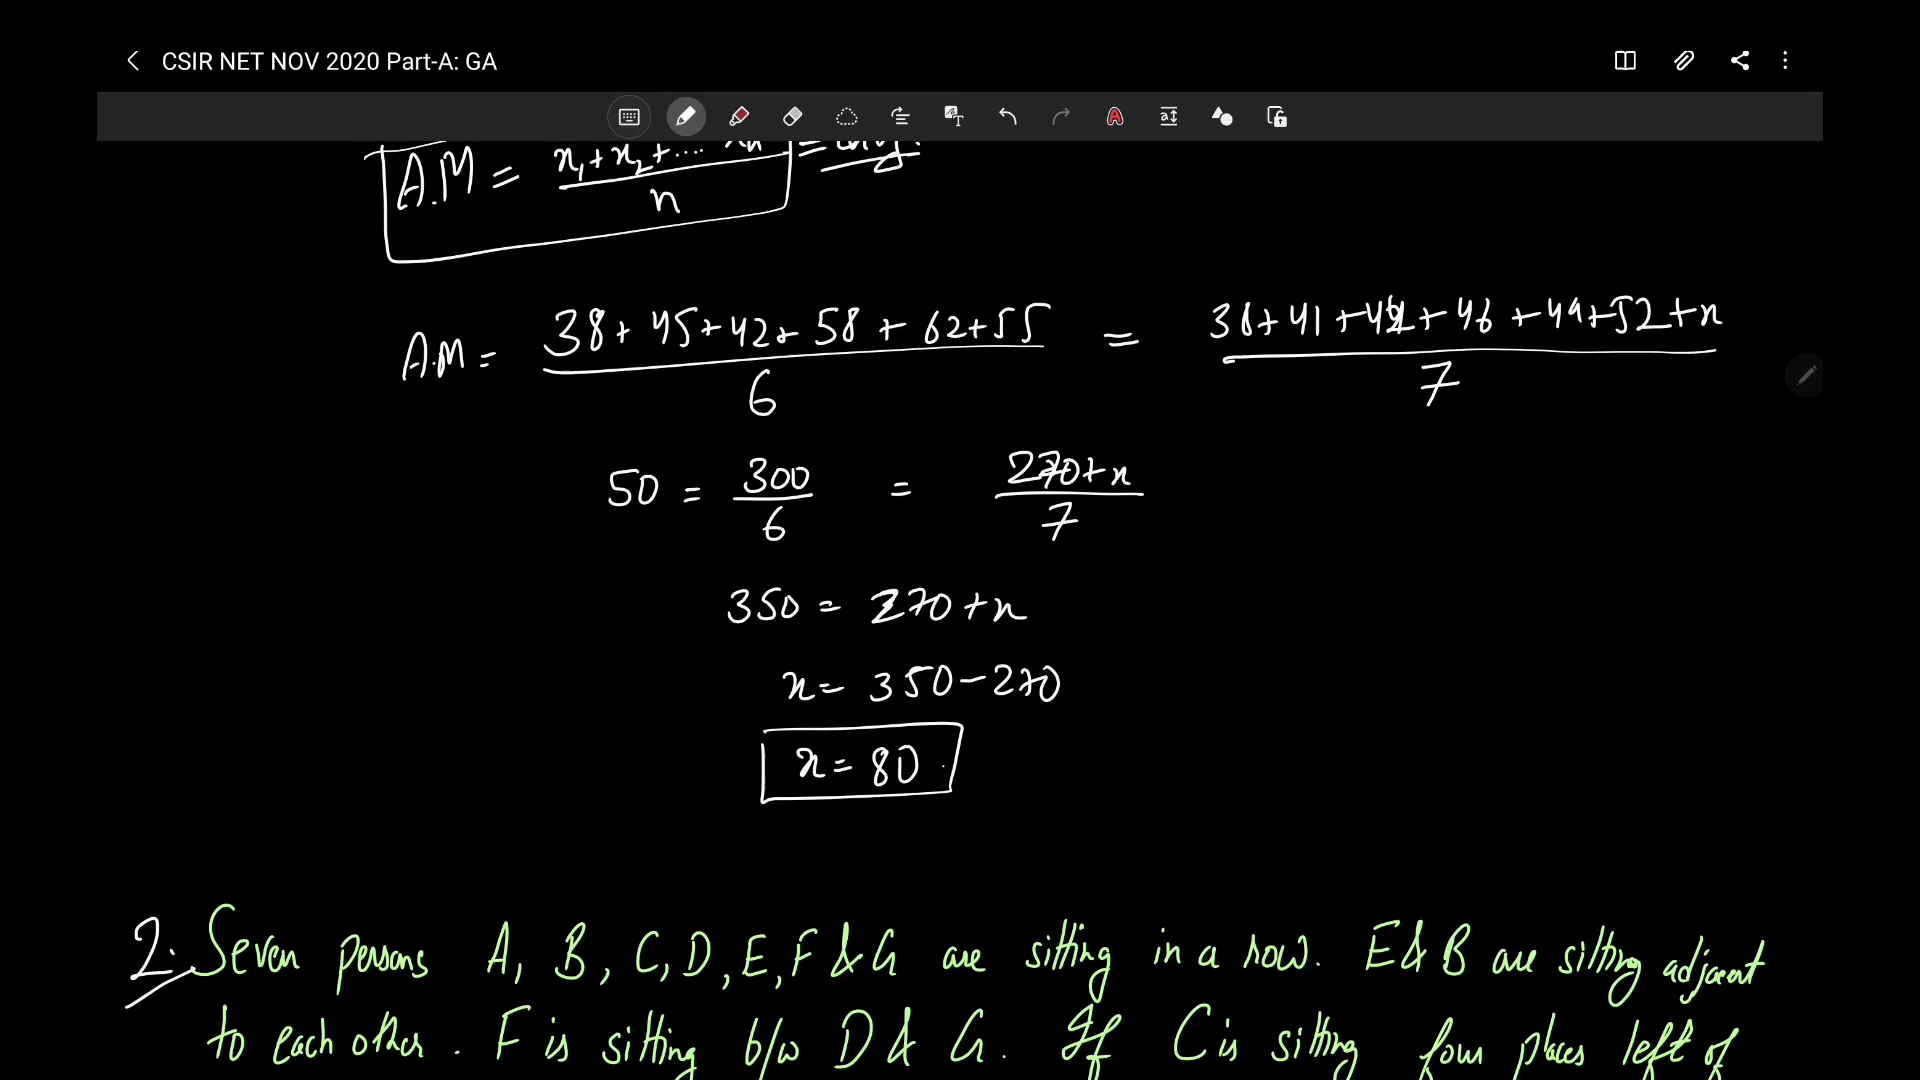 CSIR NET NOV 2020 Part-A: GA
A.M = x₁+x₂+.... xn / n =
A.M = 38+45+42+58+62+55 / 6 = 38+41+42+46+49+52+x / 7
50 = 300 / 6 = 270+x / 7
350 = 270+x
x = 350-270
x = 80
2. Seven persons A, B, C, D, E, F & G are sitting in a row. E & B are sitting adjacent
to each other. F is sitting b/w D & G. If C is sitting four places left of